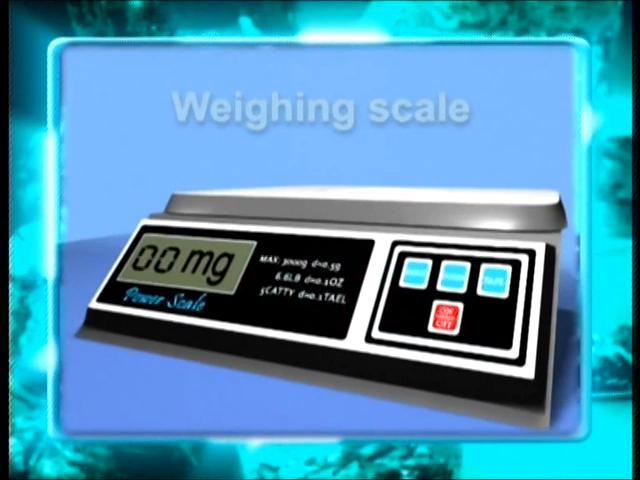 Weighing scale
00 mg
MAX: 3000g d=0.5g
6.6LB d=0.1OZ
5CATTY d=0.1TAEL
Power Scale
ON
OFF